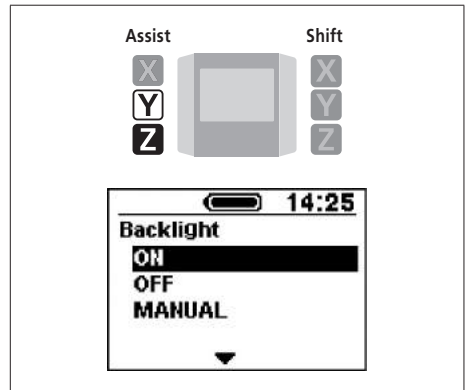 Assist Shift
X X
Y Y
Z Z
14:25
Backlight
ON
OFF
MANUAL